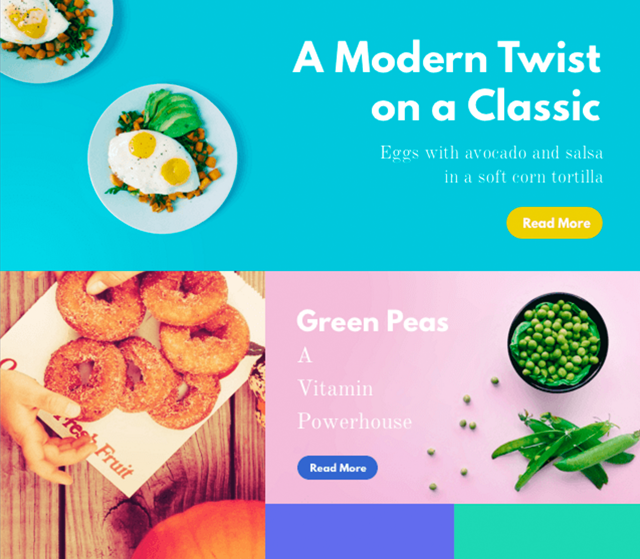 A Modern Twist
on a Classic
Eggs with avocado and salsa
in a soft corn tortilla
Read More
Fresh Fruit
Green Peas
A
Vitamin
Powerhouse
Read More